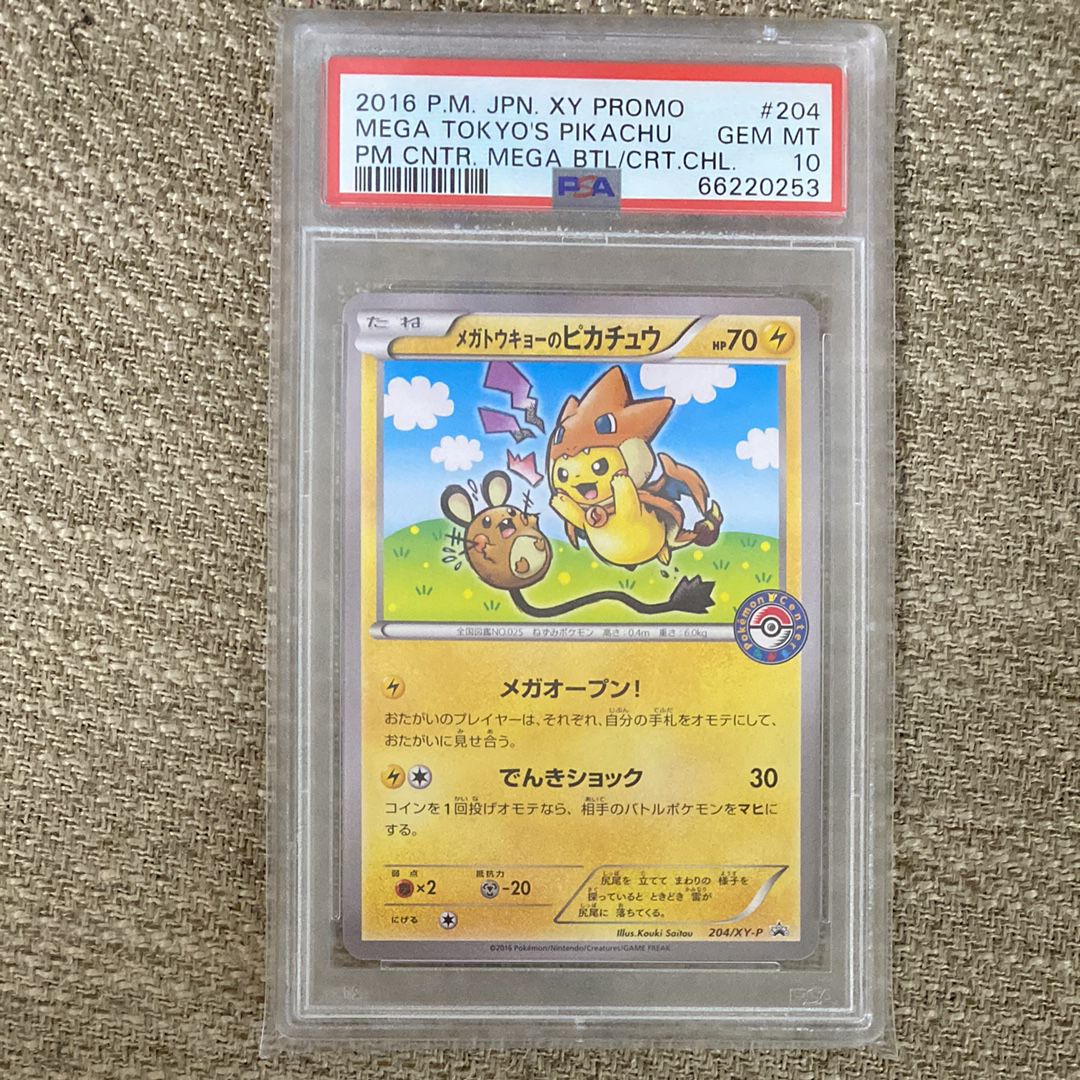 2016 P.M. JPN. XY PROMO #204
MEGA TOKYO'S PIKACHU GEM MT
PM CNTR. MEGA BTL/CRT.CHL. 10
PSA 66220253
たね メガトウキョーのピカチュウ HP70
Pokémon Center
全国図鑑NO.025 ねずみポケモン 高さ:0.4m 重さ:6.0kg
メガオープン!
おたがいのプレイヤーは、それぞれ、自分の手札をオモテにして、
おたがいに見せ合う。
でんきショック 30
コインを1回投げオモテなら、相手のバトルポケモンをマヒに
する。
弱点 抵抗力
×2 -20
にげる
尻尾を 立てて まわりの 様子を
探っていると ときどき 雷が
尻尾に 落ちてくる。
Illus.Kouki Saitou 204/XY-P
©2016 Pokémon/Nintendo/Creatures/GAME FREAK